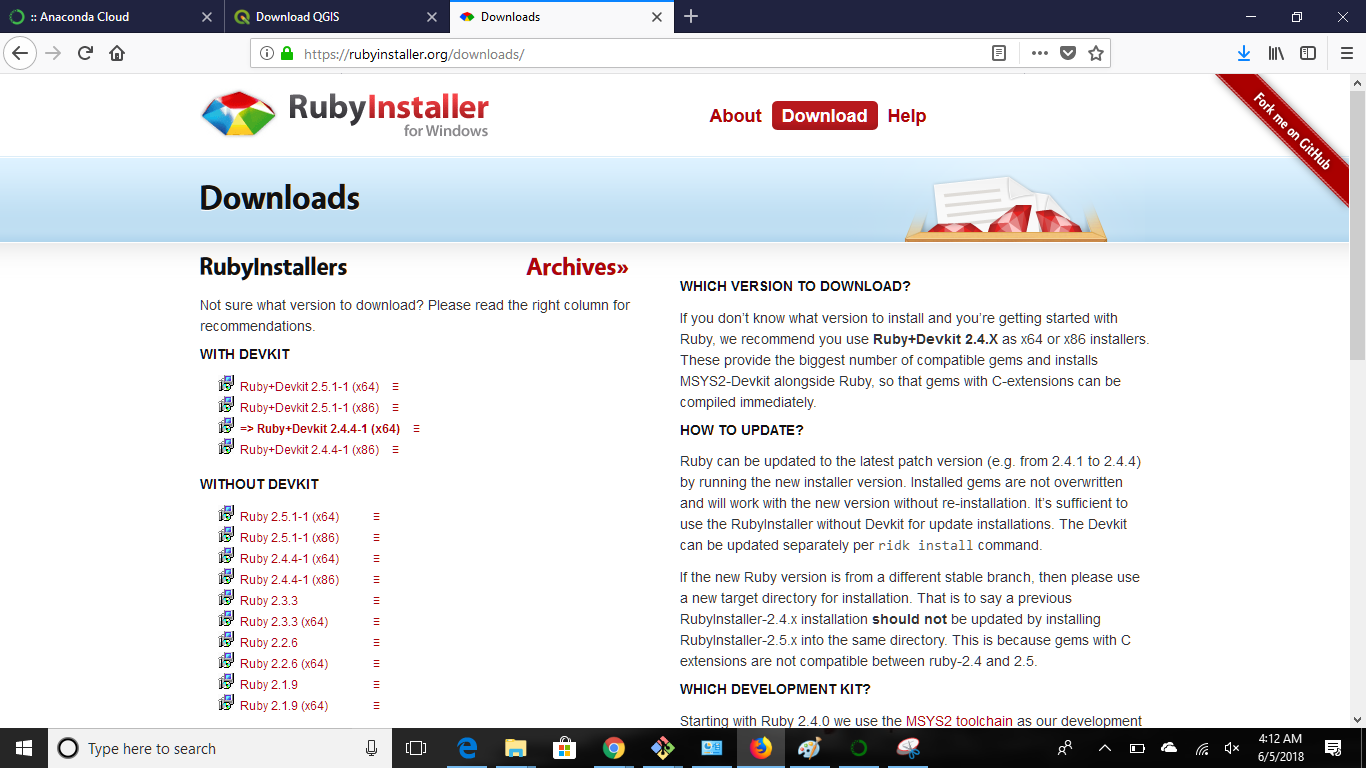 :: Anaconda Cloud
Download QGIS
Downloads
https://rubyinstaller.org/downloads/
RubyInstaller
for Windows
About
Download
Help
Fork me on GitHub
Downloads
RubyInstallers
Archives»
Not sure what version to download? Please read the right column for
recommendations.
WITH DEVKIT
Ruby+Devkit 2.5.1-1 (x64)
Ruby+Devkit 2.5.1-1 (x86)
=> Ruby+Devkit 2.4.4-1 (x64)
Ruby+Devkit 2.4.4-1 (x86)
WITHOUT DEVKIT
Ruby 2.5.1-1 (x64)
Ruby 2.5.1-1 (x86)
Ruby 2.4.4-1 (x64)
Ruby 2.4.4-1 (x86)
Ruby 2.3.3
Ruby 2.3.3 (x64)
Ruby 2.2.6
Ruby 2.2.6 (x64)
Ruby 2.1.9
Ruby 2.1.9 (x64)
WHICH VERSION TO DOWNLOAD?
If you don’t know what version to install and you’re getting started with
Ruby, we recommend you use Ruby+Devkit 2.4.X as x64 or x86 installers.
These provide the biggest number of compatible gems and installs
MSYS2-Devkit alongside Ruby, so that gems with C-extensions can be
compiled immediately.
HOW TO UPDATE?
Ruby can be updated to the latest patch version (e.g. from 2.4.1 to 2.4.4)
by running the new installer version. Installed gems are not overwritten
and will work with the new version without re-installation. It’s sufficient to
use the RubyInstaller without Devkit for update installations. The Devkit
can be updated separately per ridk install command.
If the new Ruby version is from a different stable branch, then please use
a new target directory for installation. That is to say a previous
RubyInstaller-2.4.x installation should not be updated by installing
RubyInstaller-2.5.x into the same directory. This is because gems with C
extensions are not compatible between ruby-2.4 and 2.5.
WHICH DEVELOPMENT KIT?
Starting with Ruby 2.4.0 we use the MSYS2 toolchain as our development
Type here to search
4:12 AM
6/5/2018